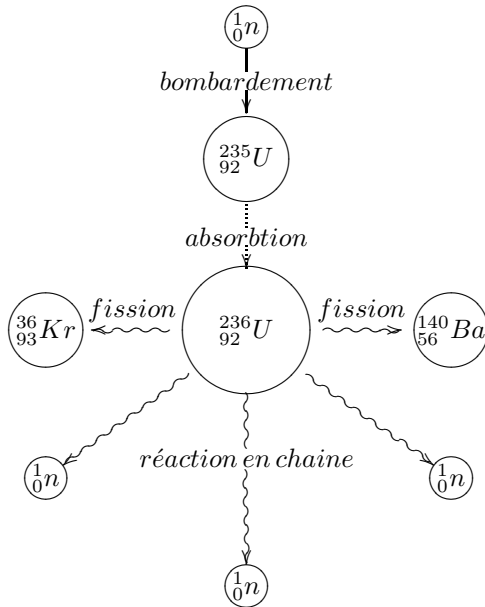 ¹₀n
bombardement
²³⁵₉₂U
absorbtion
³⁶₉₃Kr fission ²³⁶₉₂U fission ¹⁴⁰₅₆Ba
réaction en chaine
¹₀n ¹₀n
¹₀n